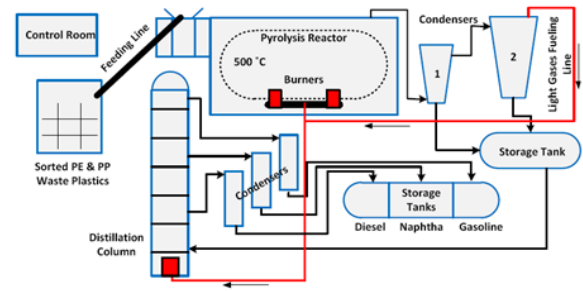 Control Room
Feeding Line
Pyrolysis Reactor
500 ˚C
Burners
Condensers
1
2
Light Gases Fueling
Line
Sorted PE & PP
Waste Plastics
Condensers
Storage Tank
Storage
Tanks
Diesel Naphtha Gasoline
Distillation
Column